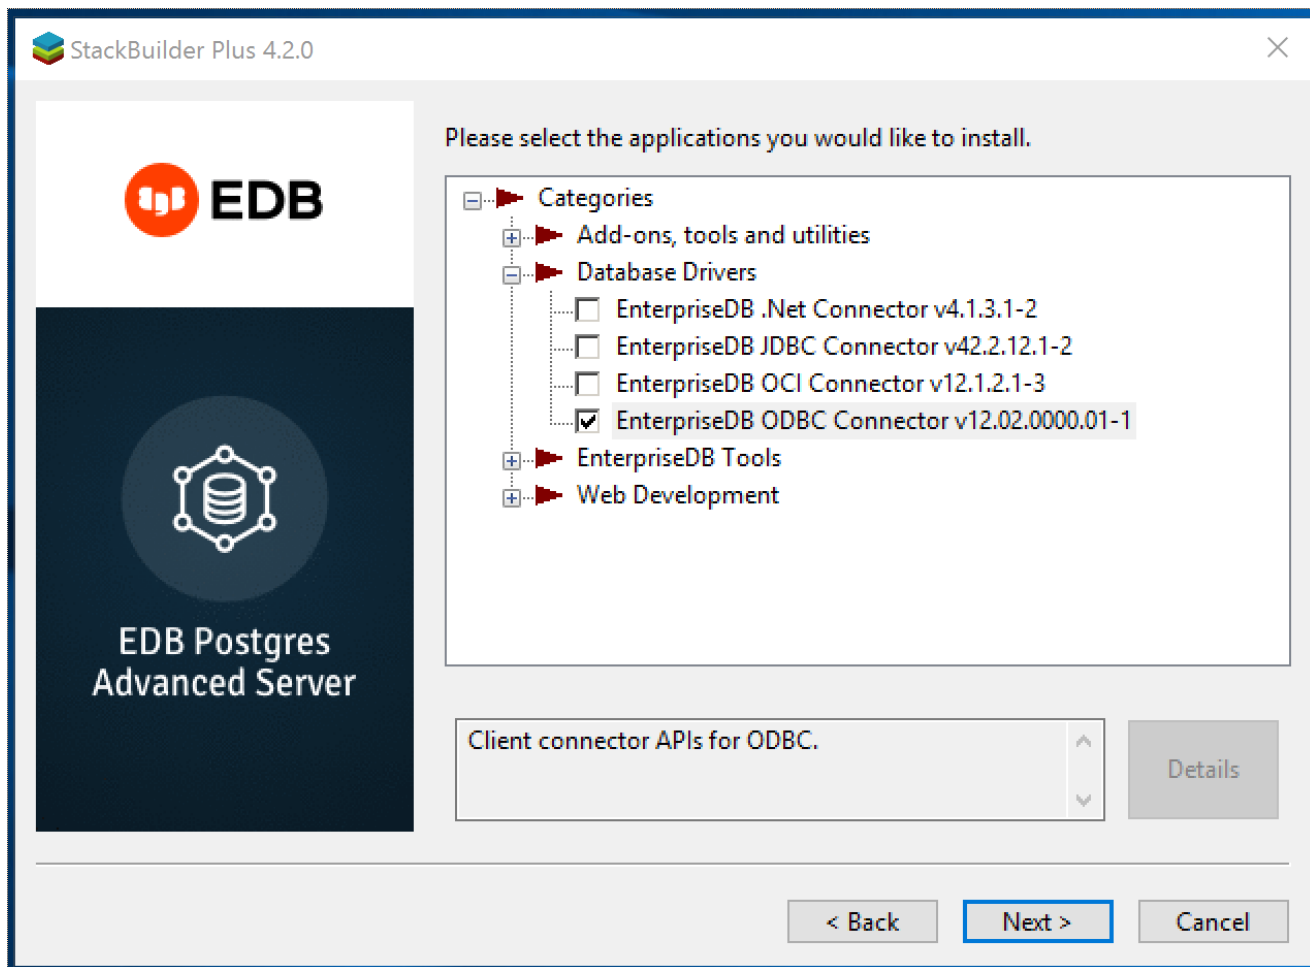 StackBuilder Plus 4.2.0
EDB
EDB Postgres
Advanced Server
Please select the applications you would like to install.
Categories
Add-ons, tools and utilities
Database Drivers
EnterpriseDB .Net Connector v4.1.3.1-2
EnterpriseDB JDBC Connector v42.2.12.1-2
EnterpriseDB OCI Connector v12.1.2.1-3
EnterpriseDB ODBC Connector v12.02.0000.01-1
EnterpriseDB Tools
Web Development
Client connector APIs for ODBC.
Details
< Back
Next >
Cancel